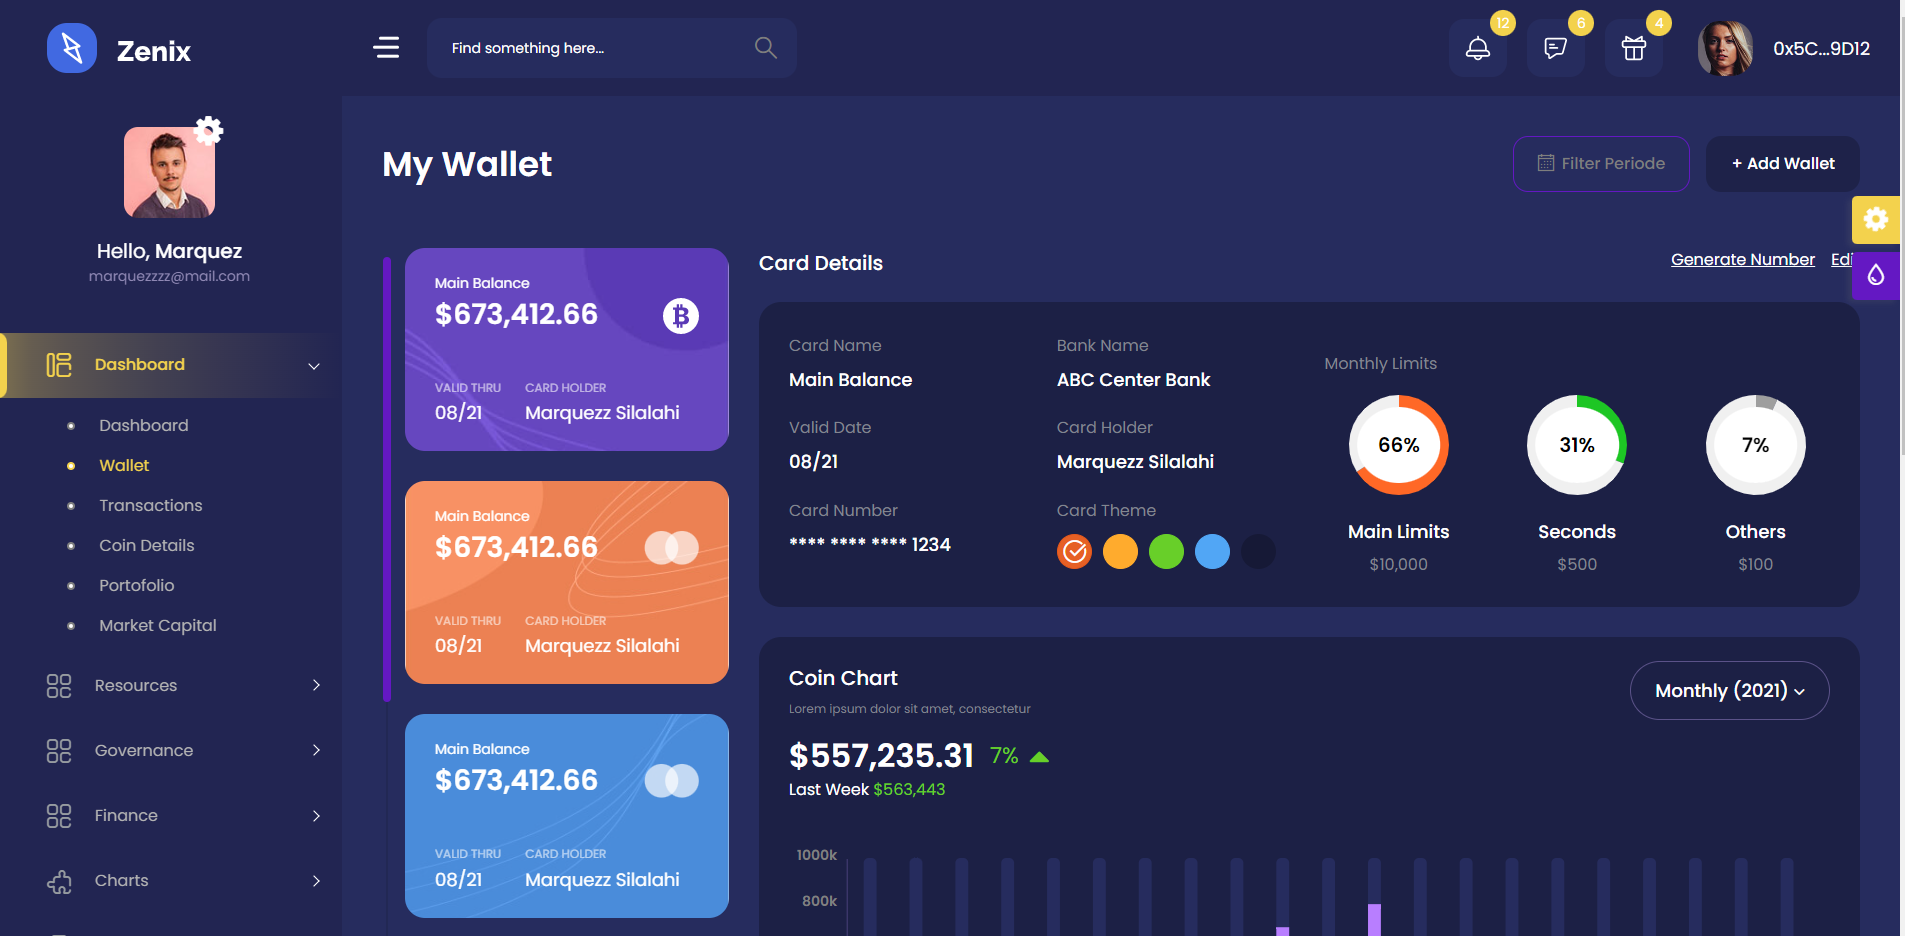 Zenix
Find something here...
12
6
4
0x5C...9D12
Hello, Marquez
marquezzzz@mail.com
Dashboard
Dashboard
Wallet
Transactions
Coin Details
Portofolio
Market Capital
Resources
Governance
Finance
Charts
My Wallet
Filter Periode
+ Add Wallet
Main Balance
$673,412.66
VALID THRU CARD HOLDER
08/21 Marquezz Silalahi
Main Balance
$673,412.66
VALID THRU CARD HOLDER
08/21 Marquezz Silalahi
Main Balance
$673,412.66
VALID THRU CARD HOLDER
08/21 Marquezz Silalahi
Card Details
Generate Number
Card Name
Main Balance
Bank Name
ABC Center Bank
Valid Date
08/21
Card Holder
Marquezz Silalahi
Card Number
**** **** **** 1234
Card Theme
Monthly Limits
66%
Main Limits
$10,000
31%
Seconds
$500
7%
Others
$100
Coin Chart
Lorem ipsum dolor sit amet, consectetur
Monthly (2021)
$557,235.31 7%
Last Week $563,443
1000k
800k